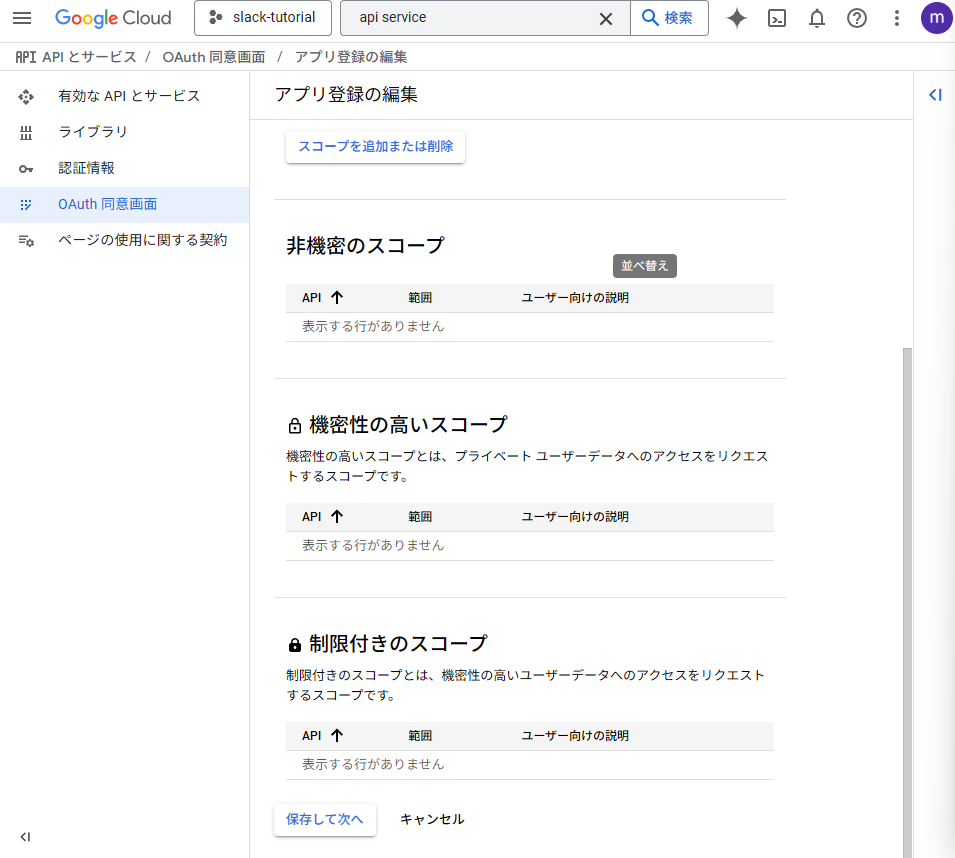 Google Cloud
slack-tutorial
api service
検索
m
API API とサービス / OAuth 同意画面 / アプリ登録の編集
有効な API とサービス
ライブラリ
認証情報
OAuth 同意画面
ページの使用に関する契約
アプリ登録の編集
スコープを追加または削除
非機密のスコープ
並べ替え
API 範囲 ユーザー向けの説明
表示する行がありません
機密性の高いスコープ
機密性の高いスコープとは、プライベート ユーザーデータへのアクセスをリクエス
トするスコープです。
API 範囲 ユーザー向けの説明
表示する行がありません
制限付きのスコープ
制限付きのスコープとは、機密性の高いユーザーデータへのアクセスをリクエスト
するスコープです。
API 範囲 ユーザー向けの説明
表示する行がありません
保存して次へ キャンセル